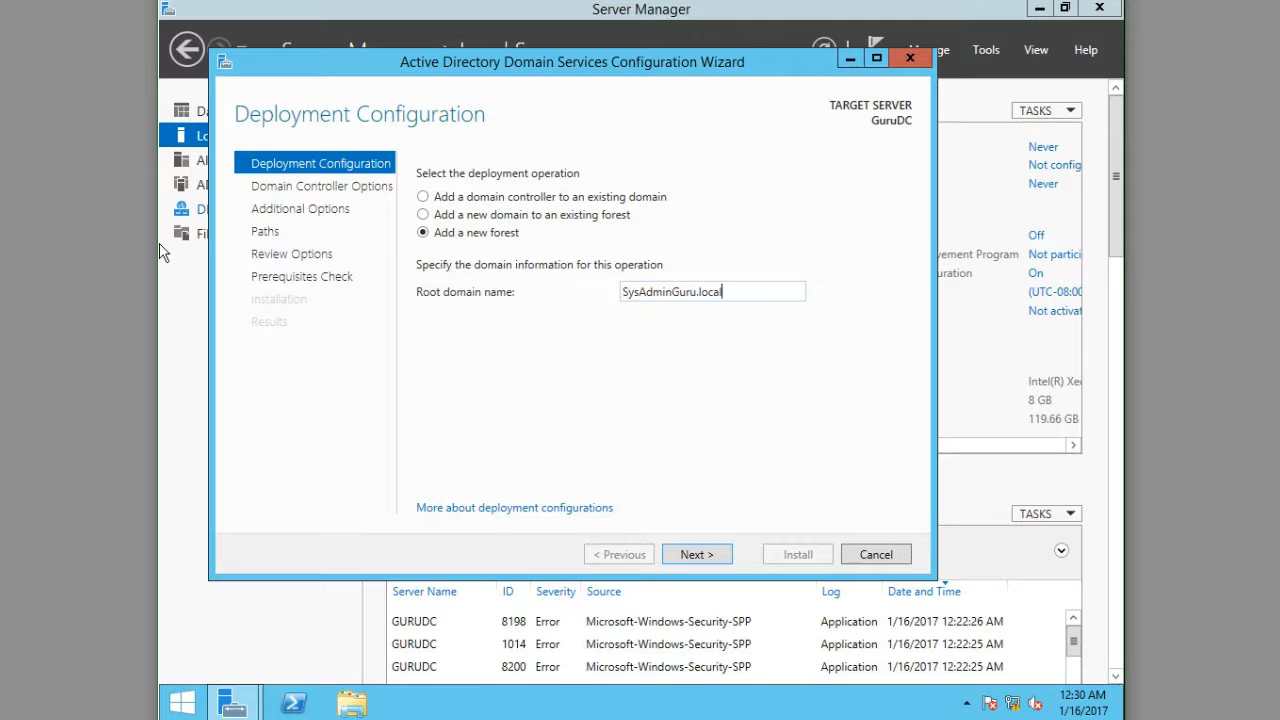 Server Manager
Tools
View
Help
Active Directory Domain Services Configuration Wizard
Deployment Configuration
TARGET SERVER
GuruDC
TASKS
Deployment Configuration
Domain Controller Options
Additional Options
Paths
Review Options
Prerequisites Check
Installation
Results
Select the deployment operation
Add a domain controller to an existing domain
Add a new domain to an existing forest
Add a new forest
Specify the domain information for this operation
Root domain name:
SysAdminGuru.local
More about deployment configurations
< Previous
Next >
Install
Cancel
Never
Not config
Never
Off
Not partici
On
(UTC-08:00
Not activat
Intel(R) Xe
8 GB
119.66 GB
TASKS
Server Name ID Severity Source Log Date and Time
GURUDC 8198 Error Microsoft-Windows-Security-SPP Application 1/16/2017 12:22:26 AM
GURUDC 1014 Error Microsoft-Windows-Security-SPP Application 1/16/2017 12:22:25 AM
GURUDC 8200 Error Microsoft-Windows-Security-SPP Application 1/16/2017 12:22:25 AM
12:30 AM
1/16/2017